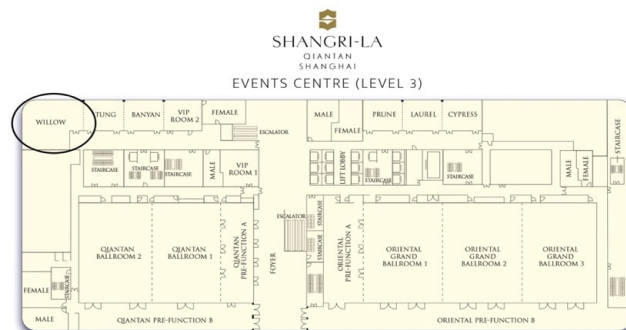 SHANGRI-LA
QIANTAN
SHANGHAI
EVENTS CENTRE (LEVEL 3)
WILLOW
TUNG
BANYAN
VIP
ROOM 2
FEMALE
ESCALATOR
MALE
FEMALE
PRUNE
LAUREL
CYPRESS
STAIRCASE
STAIRCASE
STAIRCASE
STAIRCASE
MALE
VIP
ROOM 1
LIFT LOBBY
STAIRCASE
STAIRCASE
MALE
FEMALE
QIANTAN
BALLROOM 2
QIANTAN
BALLROOM 1
QIANTAN
PRE-FUNCTION A
FOYER
ESCALATOR
STAIRCASE
STAIRCASE
ORIENTAL
PRE-FUNCTION A
ORIENTAL
GRAND
BALLROOM 1
ORIENTAL
GRAND
BALLROOM 2
ORIENTAL
GRAND
BALLROOM 3
FEMALE
STAIRCASE
STAIRCASE
MALE
QIANTAN PRE-FUNCTION B
ORIENTAL PRE-FUNCTION B